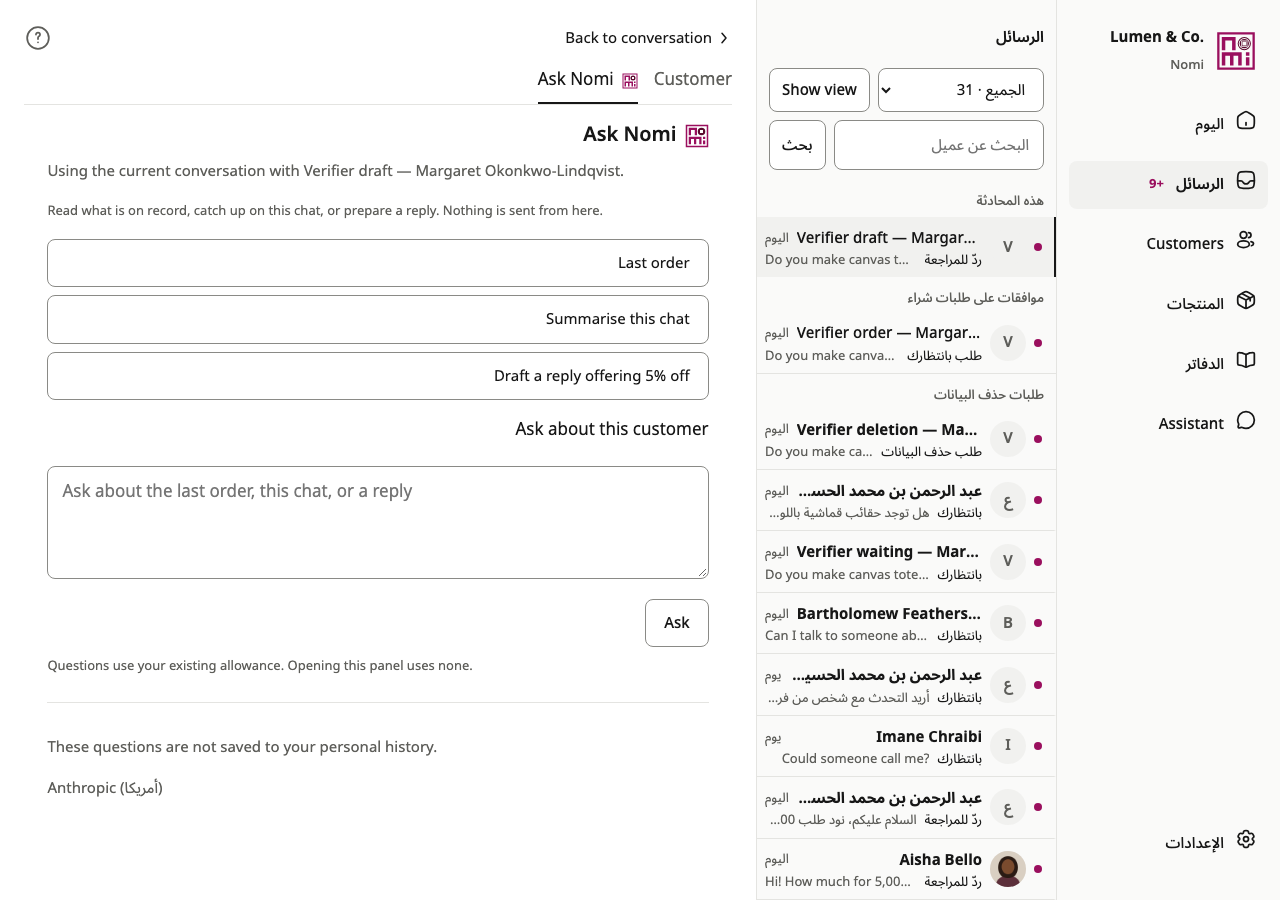 Lumen & Co.
Nomi
اليوم
الرسائل
9+
Customers
المنتجات
الدفاتر
Assistant
الإعدادات
الرسائل
الجميع · 31
Show view
البحث عن عميل
بحث
هذه المحادثة
V
Verifier draft — Margar...
اليوم
ردّ للمراجعة
Do you make canvas t...
موافقات على طلبات شراء
V
Verifier order — Margar...
اليوم
طلب بانتظارك
Do you make canva...
طلبات حذف البيانات
V
Verifier deletion — Ma...
اليوم
طلب حذف البيانات
Do you make ca...
ع
عبد الرحمن بن محمد الحسـ...
اليوم
بانتظارك
هل توجد حقائب قماشية باللو...
V
Verifier waiting — Mar...
اليوم
بانتظارك
Do you make canvas tote...
B
Bartholomew Feathers...
اليوم
بانتظارك
Can I talk to someone ab...
ع
عبد الرحمن بن محمد الحسيـ...
يوم
بانتظارك
أريد التحدث مع شخص من فر...
I
Imane Chraibi
يوم
بانتظارك
Could someone call me?
ع
عبد الرحمن بن محمد الحسـ...
اليوم
ردّ للمراجعة
السلام عليكم، نود طلب 00...
Aisha Bello
اليوم
ردّ للمراجعة
Hi! How much for 5,00...
?
Back to conversation
Customer
Ask Nomi
Ask Nomi
Using the current conversation with Verifier draft — Margaret Okonkwo-Lindqvist.
Read what is on record, catch up on this chat, or prepare a reply. Nothing is sent from here.
Last order
Summarise this chat
Draft a reply offering 5% off
Ask about this customer
Ask about the last order, this chat, or a reply
Ask
Questions use your existing allowance. Opening this panel uses none.
These questions are not saved to your personal history.
Anthropic (أمريكا)